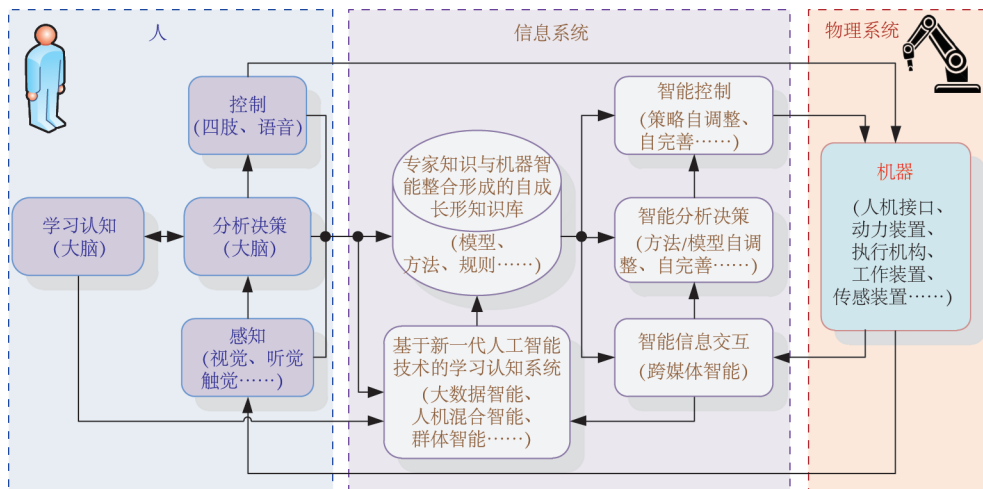 人
信息系统
物理系统
控制
(四肢、语音)
学习认知
(大脑)
分析决策
(大脑)
感知
(视觉、听觉
触觉……)
专家知识与机器智
能整合形成的自成
长形知识库
(模型、
方法、规则……)
基于新一代人工智能
技术的学习认知系统
(大数据智能、
人机混合智能、
群体智能……)
智能控制
(策略自调整、
自完善……)
智能分析决策
(方法/模型自调
整、自完善……)
智能信息交互
(跨媒体智能)
机器
(人机接口、
动力装置、
执行机构、
工作装置、
传感装置……)